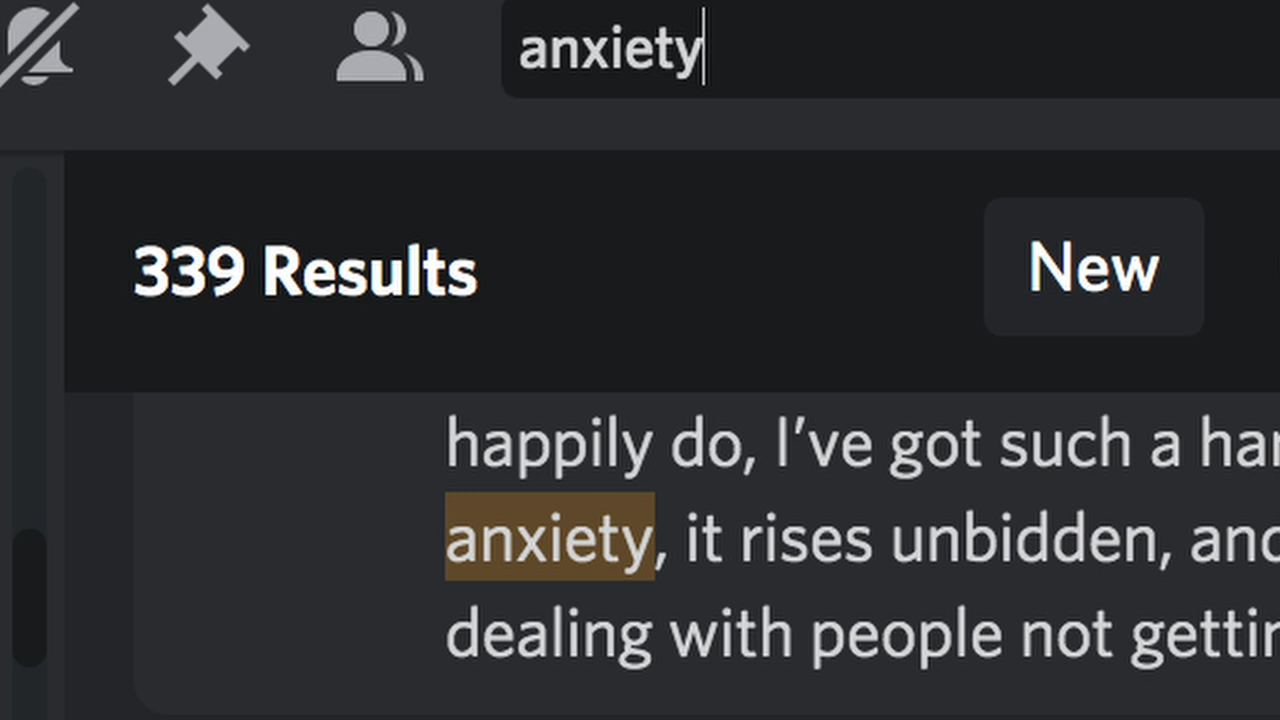 anxiety
339 Results
New
happily do, I’ve got such a
anxiety, it rises unbidden,
dealing with people not